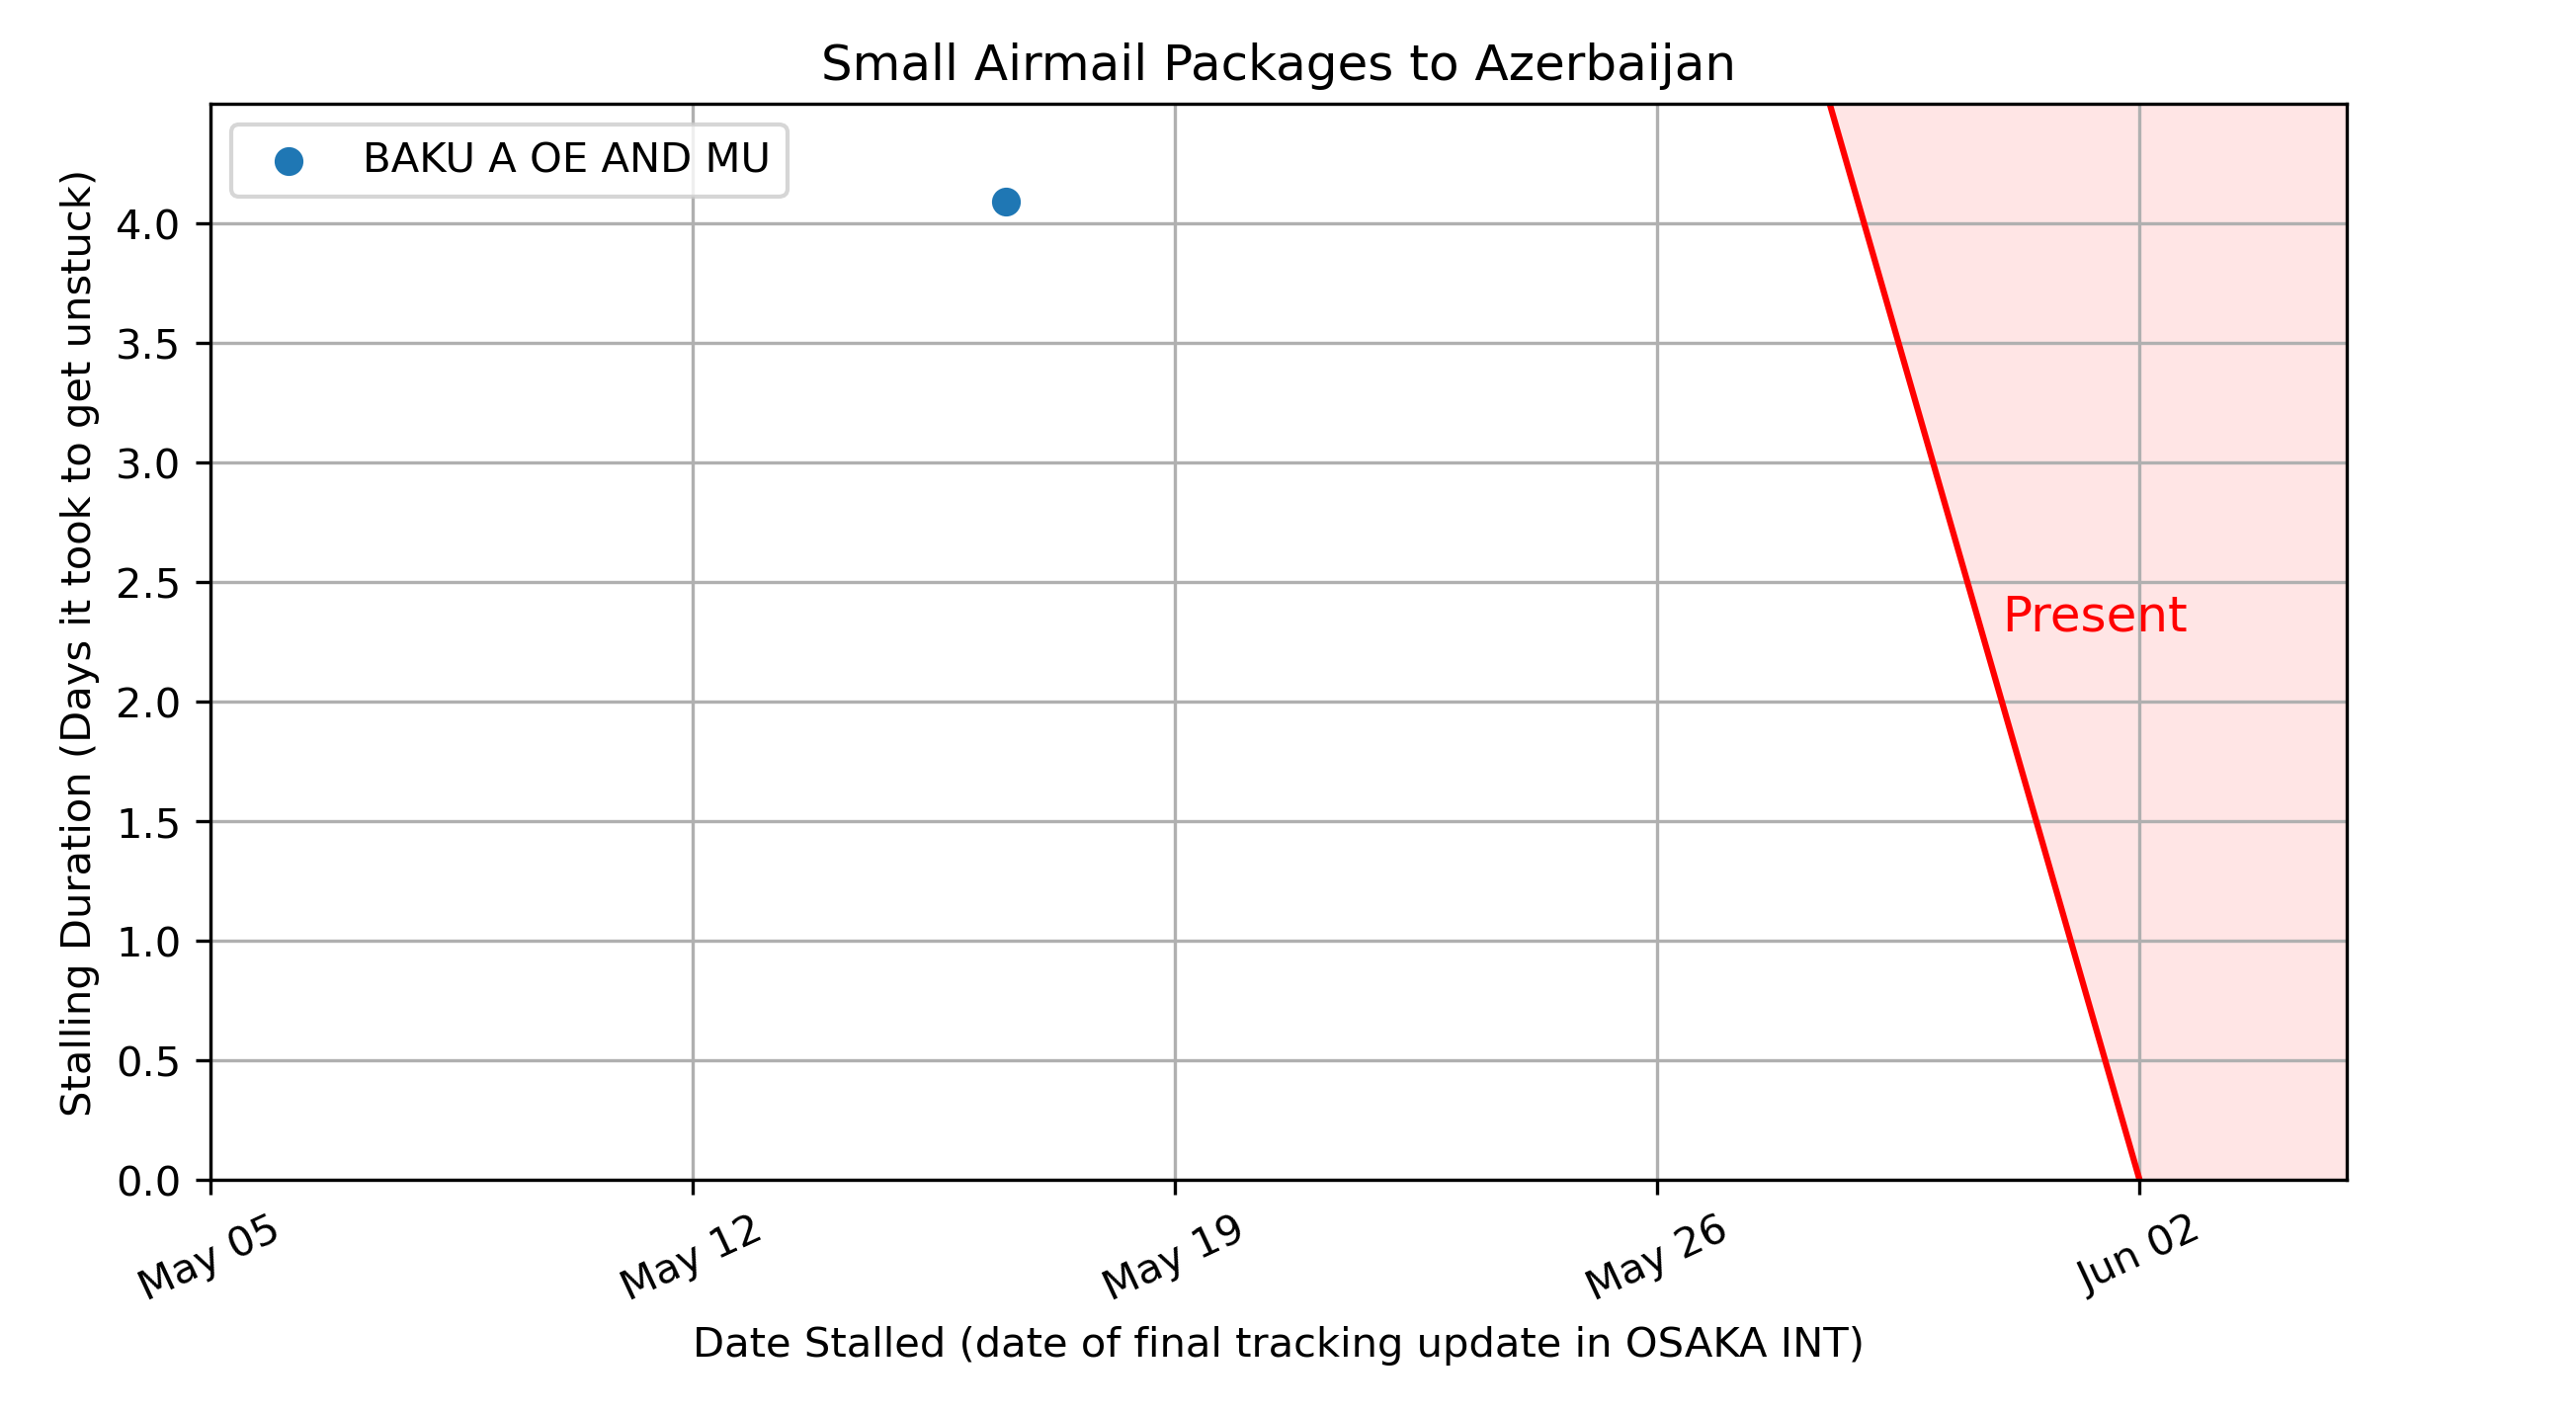 Small Airmail Packages to Azerbaijan
BAKU A OE AND MU
Stalling Duration (Days it took to get unstuck)
4.0
3.5
3.0
2.5
2.0
1.5
1.0
0.5
0.0
Present
May 05
May 12
May 19
May 26
Jun 02
Date Stalled (date of final tracking update in OSAKA INT)